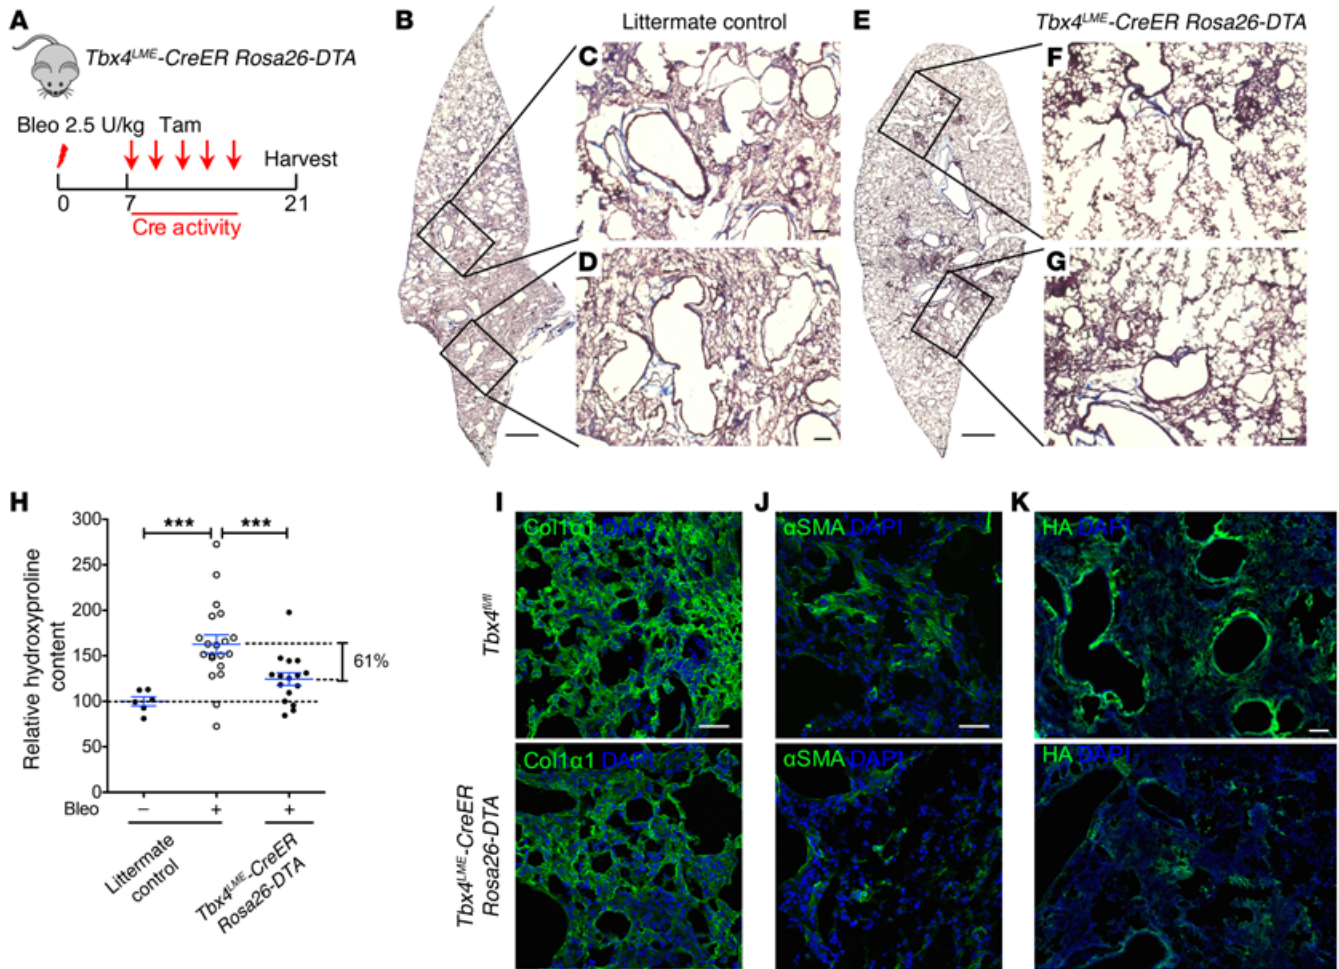 A
Tbx4LME-CreER Rosa26-DTA
Bleo 2.5 U/kg Tam
Harvest
0 7 21
Cre activity
B Littermate control
C
D
E Tbx4LME-CreER Rosa26-DTA
F
G
H
Relative hydroxyproline
content
300
250
200
150
100
50
0
*** ***
61%
Bleo − + +
Littermate
control
Tbx4LME-CreER
Rosa26-DTA
I J K
Tbx4fl/fl
Col1α1 DAPI
αSMA DAPI
HA DAPI
Tbx4LME-CreER
Rosa26-DTA
Col1α1 DAPI
αSMA DAPI
HA DAPI